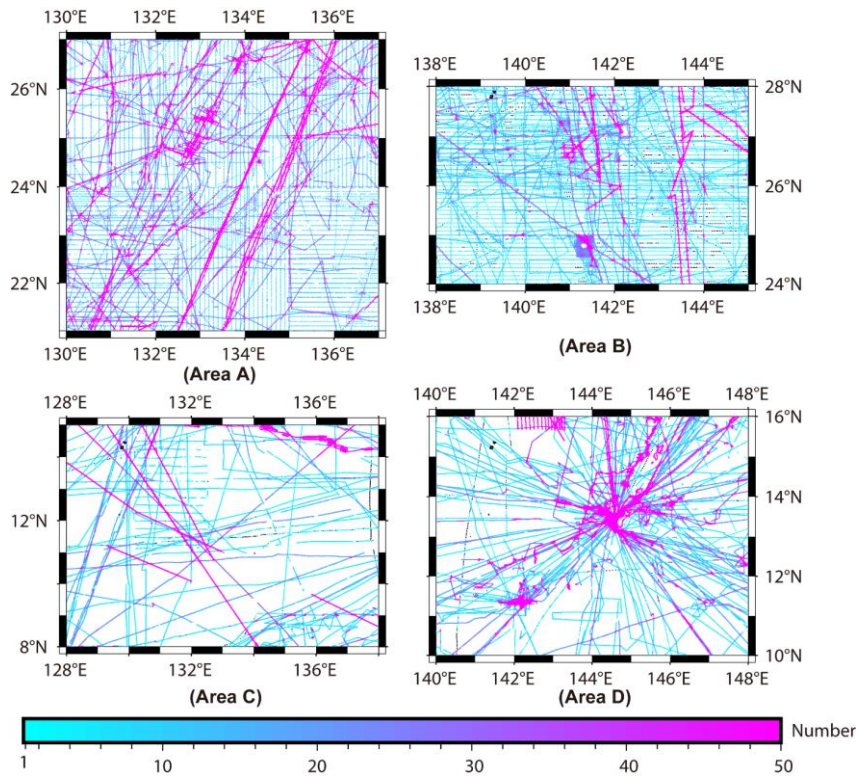 130°E 132°E 134°E 136°E
26°N
24°N
22°N
130°E 132°E 134°E 136°E
(Area A)
140°E 142°E 144°E
28°N
26°N
24°N
138°E 140°E 142°E 144°E
(Area B)
128°E 132°E 136°E
12°N
8°N
128°E 132°E 136°E
(Area C)
140°E 142°E 144°E 146°E 148°E
16°N
14°N
12°N
10°N
140°E 142°E 144°E 146°E 148°E
(Area D)
Number
1 10 20 30 40 50